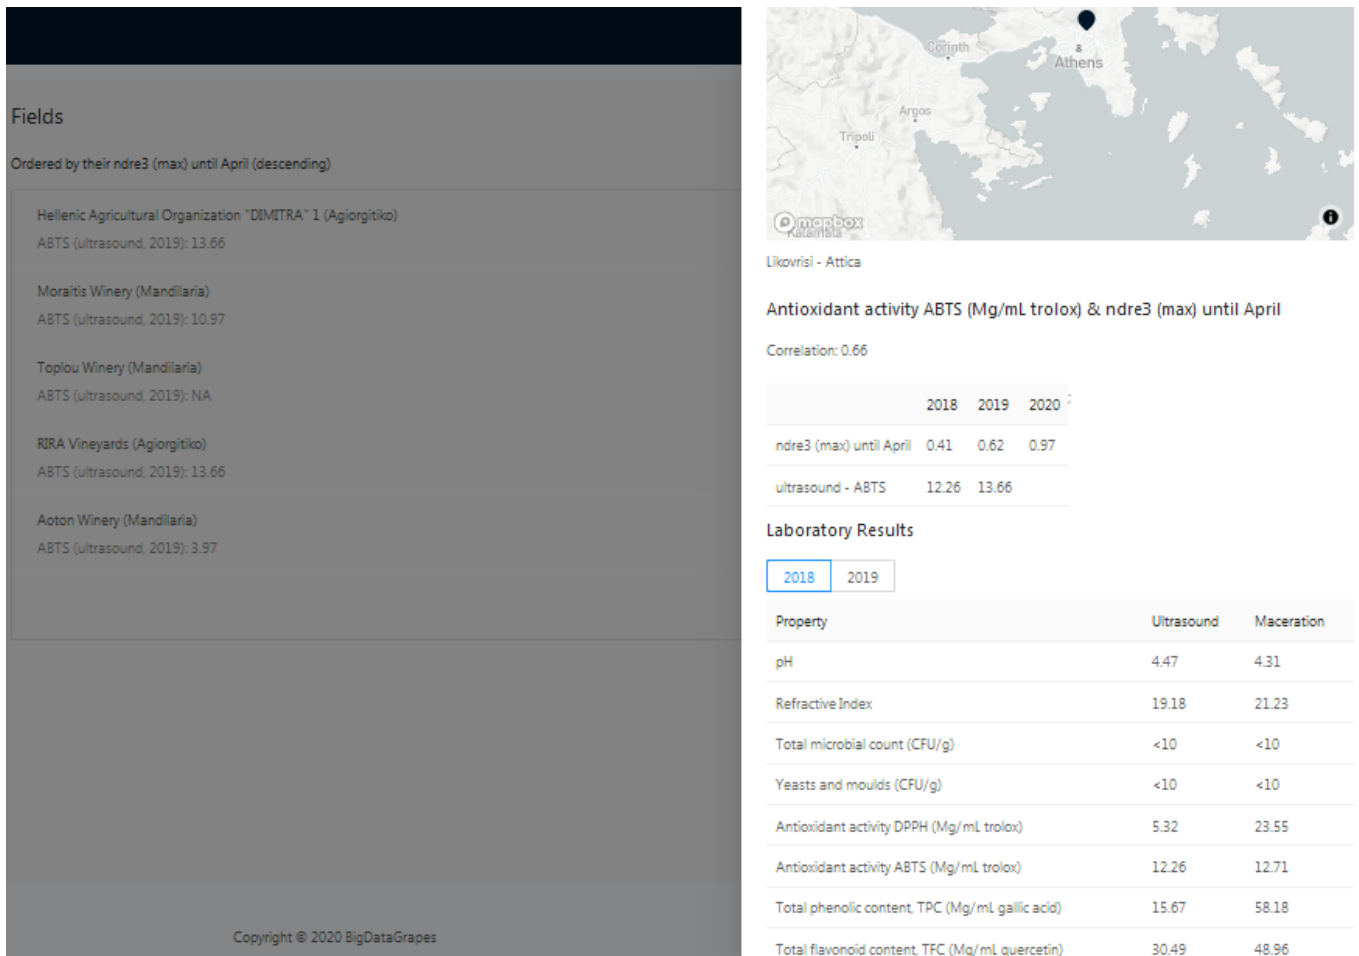 Fields
Ordered by their ndre3 (max) until April (descending)
Hellenic Agricultural Organization "DIMITRA" 1 (Agiorgitiko)
ABTS (ultrasound, 2019): 13.66
Moraitis Winery (Mandilaria)
ABTS (ultrasound, 2019): 10.97
Toplou Winery (Mandilaria)
ABTS (ultrasound, 2019): NA
RIRA Vineyards (Agiorgitiko)
ABTS (ultrasound, 2019): 13.66
Aoton Winery (Mandilaria)
ABTS (ultrasound, 2019): 3.97
Copyright © 2020 BigDataGrapes
Corinth
Athens
Argos
Tripoli
mapbox
Kalamata
Likovrisi - Attica
Antioxidant activity ABTS (Mg/mL trolox) & ndre3 (max) until April
Correlation: 0.66
2018 2019 2020
ndre3 (max) until April 0.41 0.62 0.97
ultrasound - ABTS 12.26 13.66
Laboratory Results
2018 2019
Property Ultrasound Maceration
pH 4.47 4.31
Refractive Index 19.18 21.23
Total microbial count (CFU/g) <10 <10
Yeasts and moulds (CFU/g) <10 <10
Antioxidant activity DPPH (Mg/mL trolox) 5.32 23.55
Antioxidant activity ABTS (Mg/mL trolox) 12.26 12.71
Total phenolic content, TPC (Mg/mL gallic acid) 15.67 58.18
Total flavonoid content, TFC (Mg/mL quercetin) 30.49 48.96